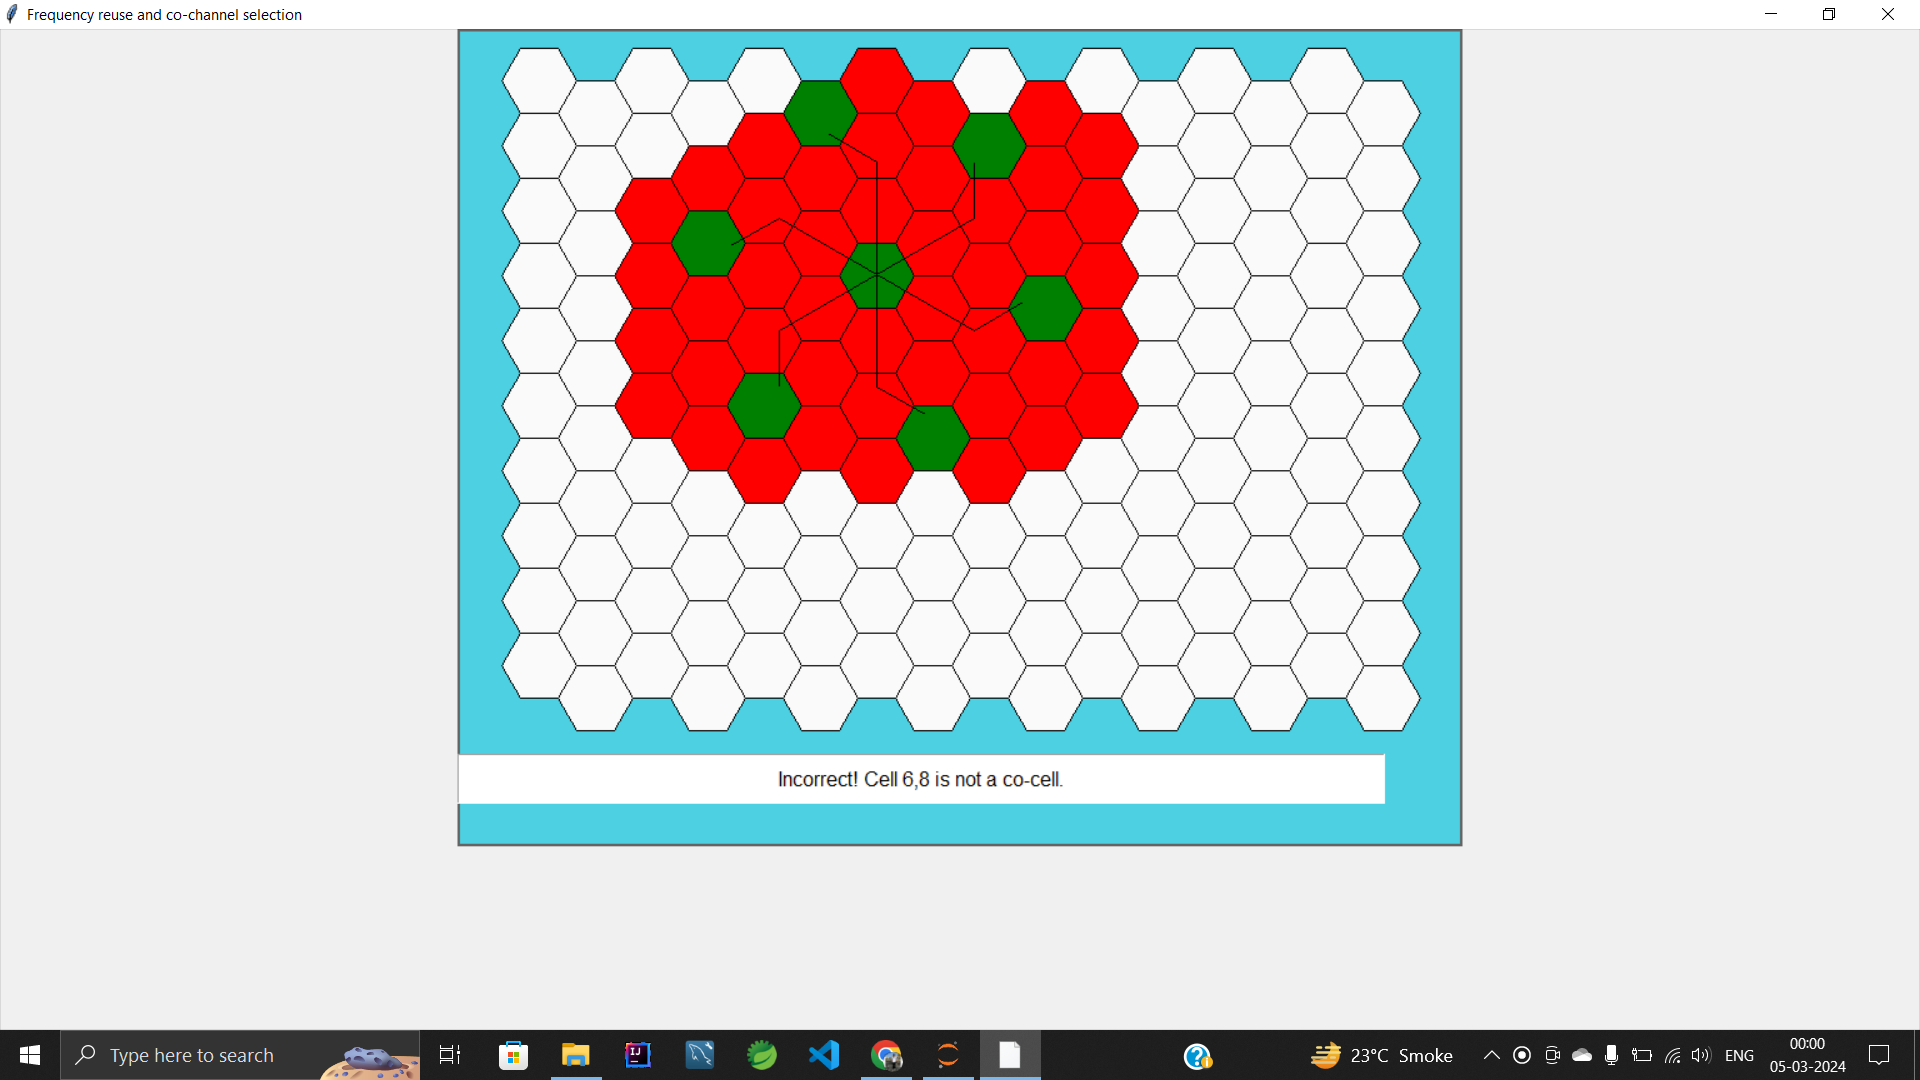 Frequency reuse and co-channel selection
Incorrect! Cell 6,8 is not a co-cell.
Type here to search
23°C Smoke
ENG
00:00
05-03-2024